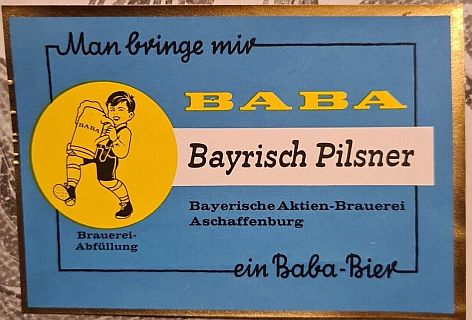 Man bringe mir
BABA
BABA
Bayrisch Pilsner
Bayerische Aktien-Brauerei
Aschaffenburg
Brauerei-
Abfüllung
ein Baba-Bier